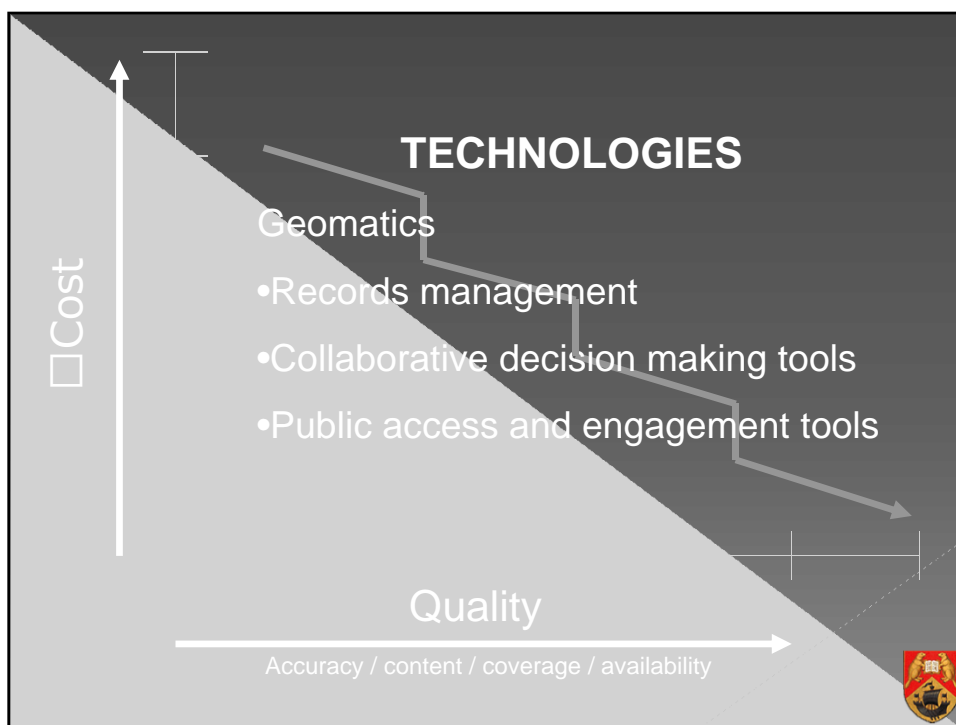 TECHNOLOGIES
Geomatics
•Records management
•Collaborative decision making tools
•Public access and engagement tools
□Cost
Quality
Accuracy / content / coverage / availability